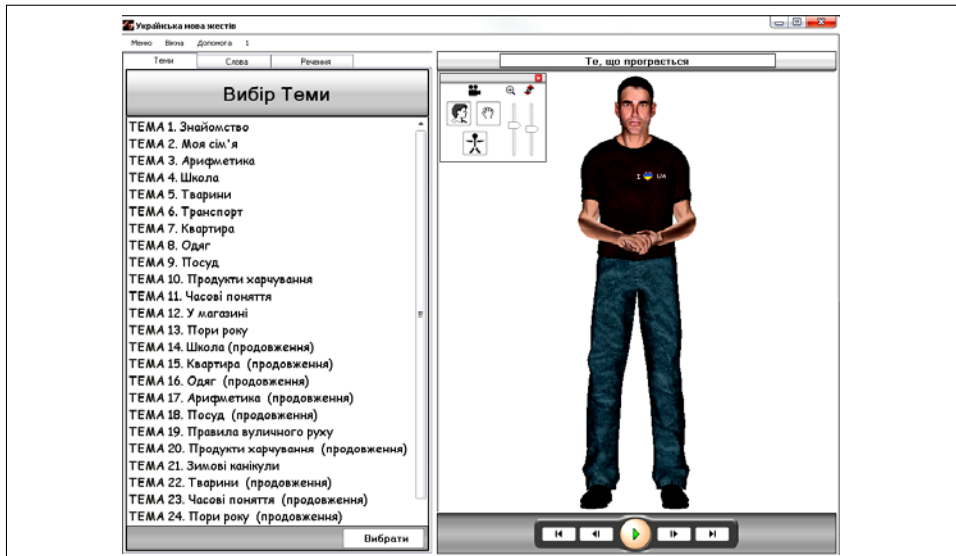 Українська мова жестів
Меню Вікна Допомога 1
Теми Слова Речення
Вибір Теми
ТЕМА 1. Знайомство
ТЕМА 2. Моя сім'я
ТЕМА 3. Арифметика
ТЕМА 4. Школа
ТЕМА 5. Тварини
ТЕМА 6. Транспорт
ТЕМА 7. Квартира
ТЕМА 8. Одяг
ТЕМА 9. Посуд
ТЕМА 10. Продукти харчування
ТЕМА 11. Часові поняття
ТЕМА 12. У магазині
ТЕМА 13. Пори року
ТЕМА 14. Школа (продовження)
ТЕМА 15. Квартира (продовження)
ТЕМА 16. Одяг (продовження)
ТЕМА 17. Арифметика (продовження)
ТЕМА 18. Посуд (продовження)
ТЕМА 19. Правила вуличного руху
ТЕМА 20. Продукти харчування (продовження)
ТЕМА 21. Зимові канікули
ТЕМА 22. Тварини (продовження)
ТЕМА 23. Часові поняття (продовження)
ТЕМА 24. Пори року (продовження)
Вибрати
Те, що програється
I UA